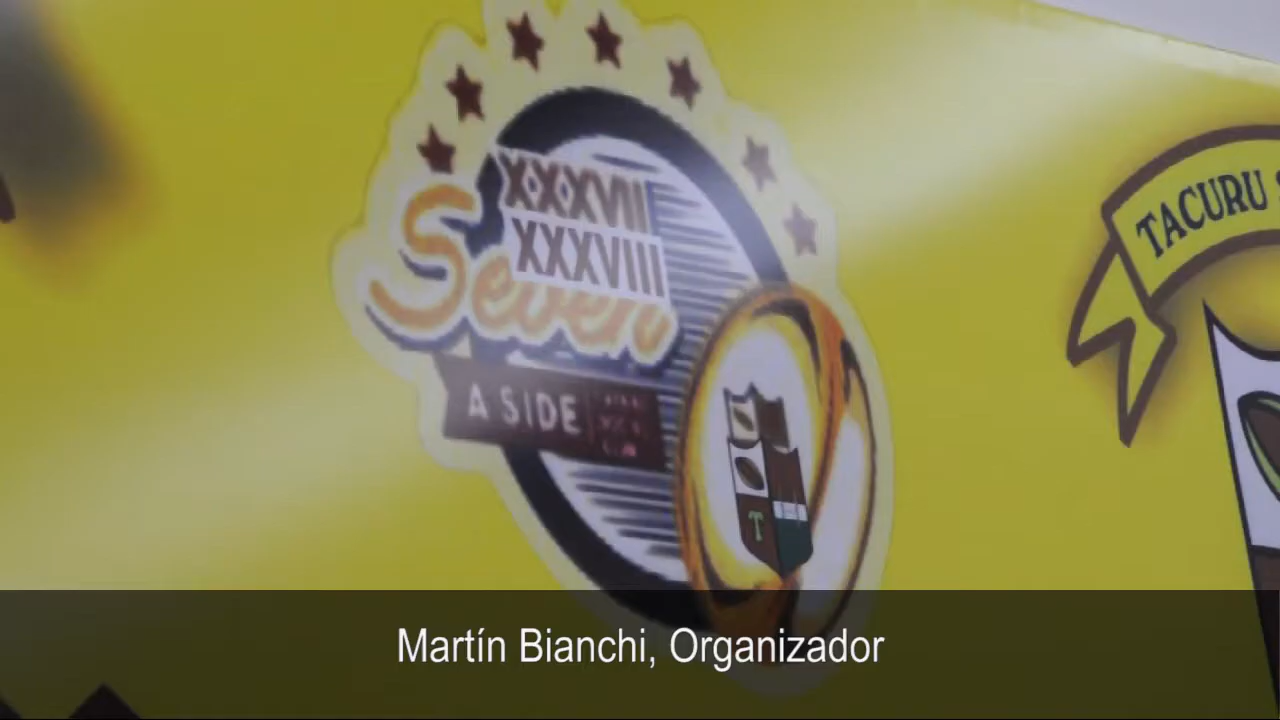 XXXVII
XXXVIII
Seven
A SIDE
TACURU
T
Martín Bianchi, Organizador